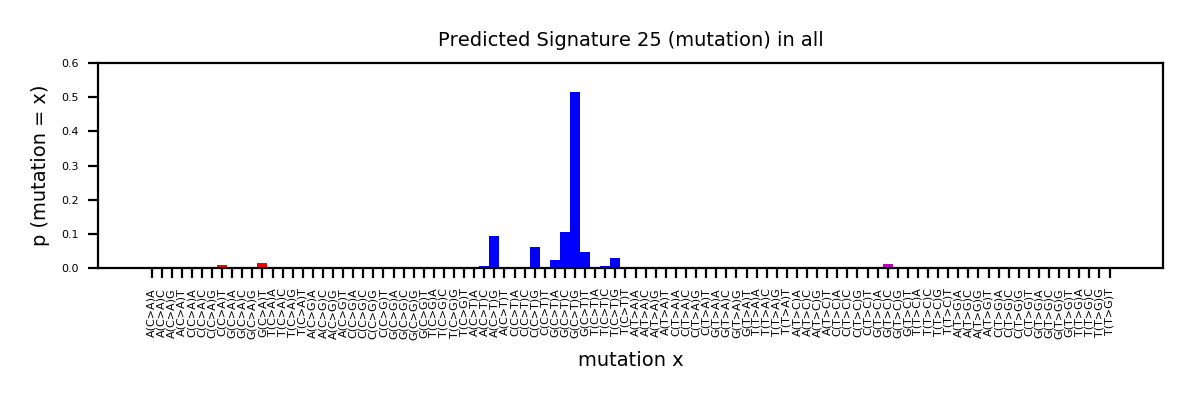 Predicted Signature 25 (mutation) in all
p (mutation = x)
0.6
0.5
0.4
0.3
0.2
0.1
0.0
A(C>A)A
A(C>A)C
A(C>A)G
A(C>A)T
C(C>A)A
C(C>A)C
C(C>A)G
C(C>A)T
G(C>A)A
G(C>A)C
G(C>A)G
G(C>A)T
T(C>A)A
T(C>A)C
T(C>A)G
T(C>A)T
A(C>G)A
A(C>G)C
A(C>G)G
A(C>G)T
C(C>G)A
C(C>G)C
C(C>G)G
C(C>G)T
G(C>G)A
G(C>G)C
G(C>G)G
G(C>G)T
T(C>G)A
T(C>G)C
T(C>G)G
T(C>G)T
A(C>T)A
A(C>T)C
A(C>T)G
A(C>T)T
C(C>T)A
C(C>T)C
C(C>T)G
C(C>T)T
G(C>T)A
G(C>T)C
G(C>T)G
G(C>T)T
T(C>T)A
T(C>T)C
T(C>T)G
T(C>T)T
A(T>A)A
A(T>A)C
A(T>A)G
A(T>A)T
C(T>A)A
C(T>A)C
C(T>A)G
C(T>A)T
G(T>A)A
G(T>A)C
G(T>A)G
G(T>A)T
T(T>A)A
T(T>A)C
T(T>A)G
T(T>A)T
A(T>C)A
A(T>C)C
A(T>C)G
A(T>C)T
C(T>C)A
C(T>C)C
C(T>C)G
C(T>C)T
G(T>C)A
G(T>C)C
G(T>C)G
G(T>C)T
T(T>C)A
T(T>C)C
T(T>C)G
T(T>C)T
A(T>G)A
A(T>G)C
A(T>G)G
A(T>G)T
C(T>G)A
C(T>G)C
C(T>G)G
C(T>G)T
G(T>G)A
G(T>G)C
G(T>G)G
G(T>G)T
T(T>G)A
T(T>G)C
T(T>G)G
T(T>G)T
mutation x